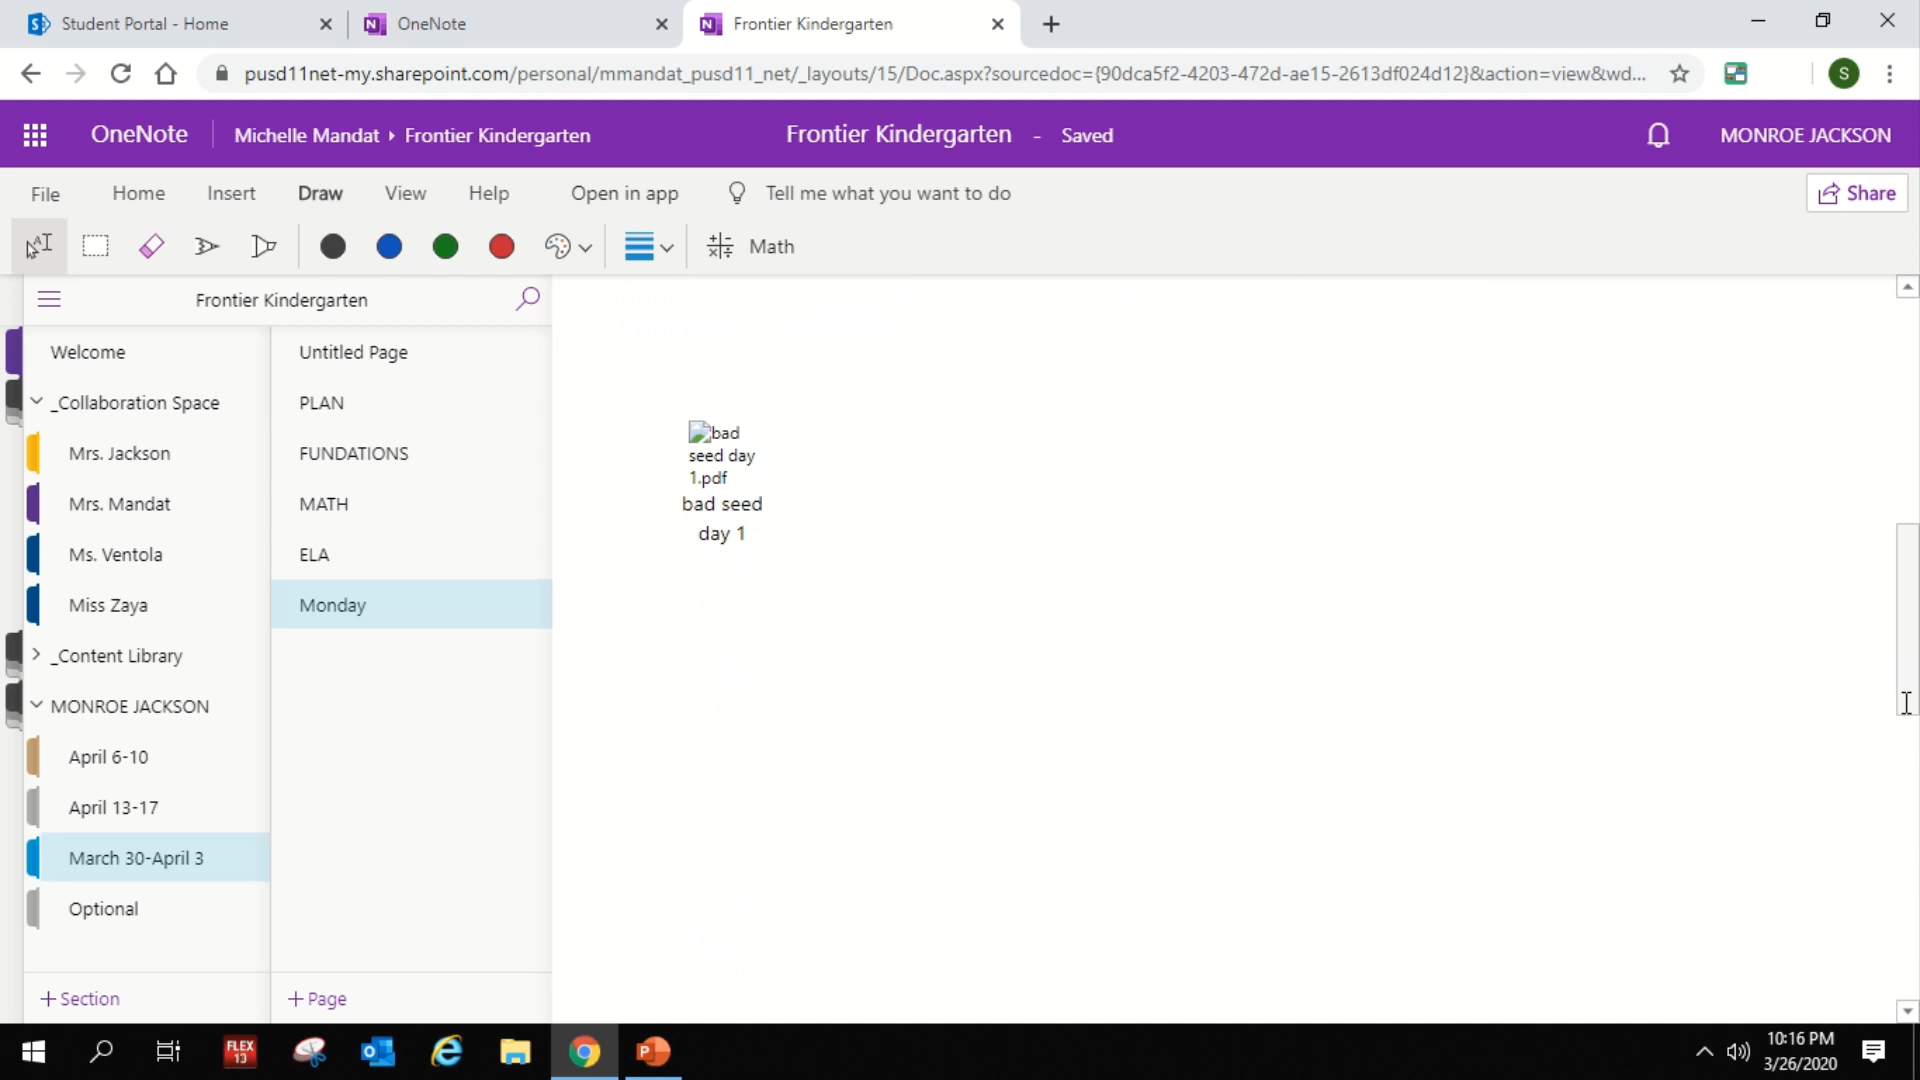 Student Portal - Home
OneNote
Frontier Kindergarten
pusd11net-my.sharepoint.com/personal/mmandat_pusd11_net/_layouts/15/Doc.aspx?sourcedoc={90dca5f2-4203-472d-ae15-2613df024d12}&action=view&wd...
S
OneNote
Michelle Mandat
Frontier Kindergarten
Frontier Kindergarten - Saved
MONROE JACKSON
File
Home
Insert
Draw
View
Help
Open in app
Tell me what you want to do
Share
Math
Frontier Kindergarten
Welcome
_Collaboration Space
Mrs. Jackson
Mrs. Mandat
Ms. Ventola
Miss Zaya
_Content Library
MONROE JACKSON
April 6-10
April 13-17
March 30-April 3
Optional
+ Section
Untitled Page
PLAN
FUNDATIONS
MATH
ELA
Monday
+ Page
bad
seed day
1.pdf
bad seed
day 1
FLEX
13
10:16 PM
3/26/2020